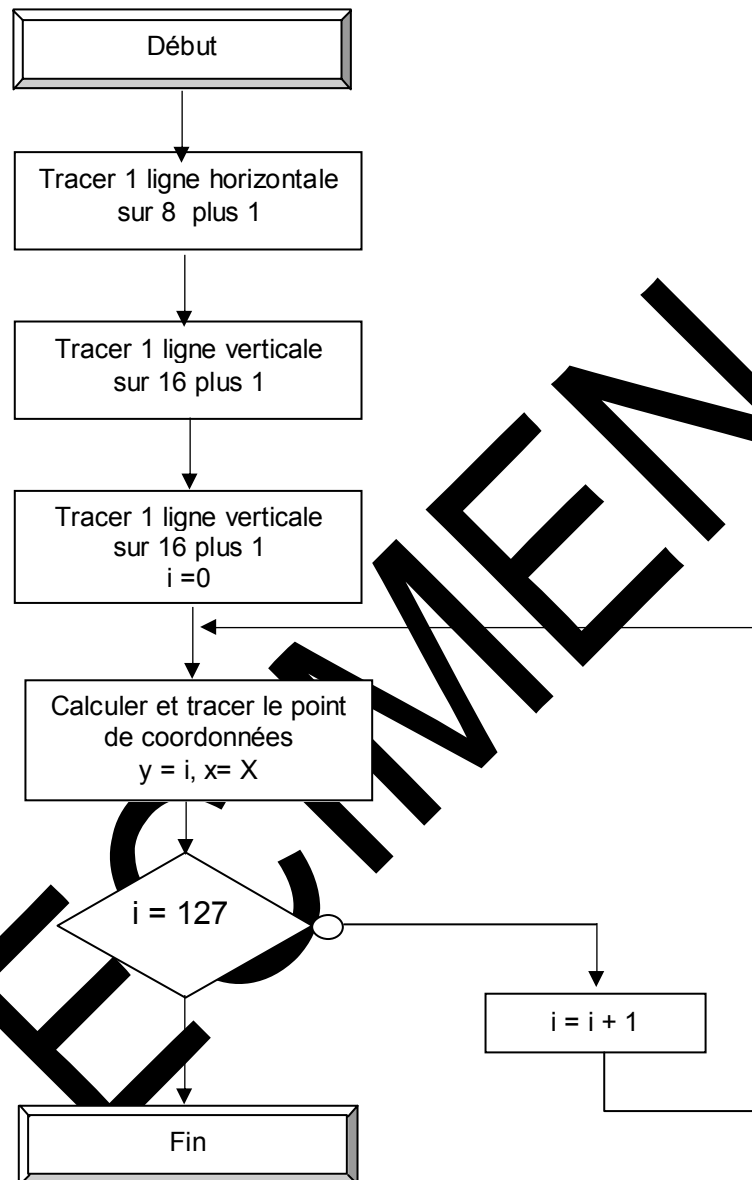 Début
Tracer 1 ligne horizontale
sur 8 plus 1
Tracer 1 ligne verticale
sur 16 plus 1
Tracer 1 ligne verticale
sur 16 plus 1
i =0
Calculer et tracer le point
de coordonnées
y = i, x= X
i = 127
i = i + 1
Fin
ECIMEN